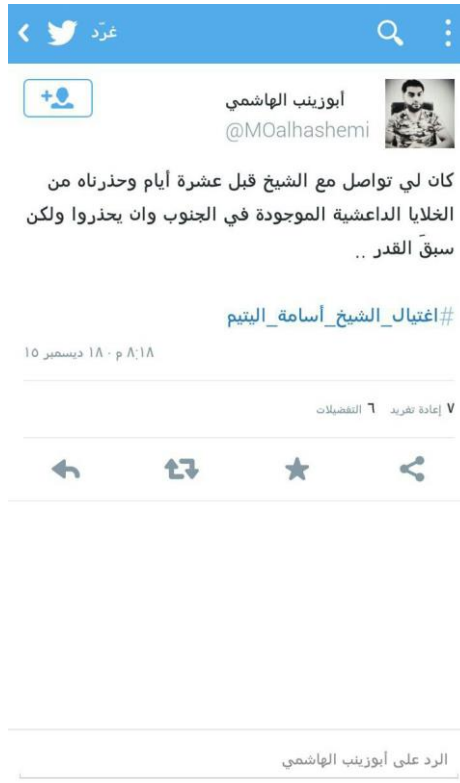 غرّد
أبوزينب الهاشمي
@MOalhashemi
كان لي تواصل مع الشيخ قبل عشرة أيام وحذرناه من
الخلايا الداعشية الموجودة في الجنوب وان يحذروا ولكن
سبقَ القدر ..
#اغتيال_الشيخ_أسامة_اليتيم
٨:١٨ م · ١٨ ديسمبر ١٥
٧ إعادة تغريد ٦ التفضيلات
الرد على أبوزينب الهاشمي